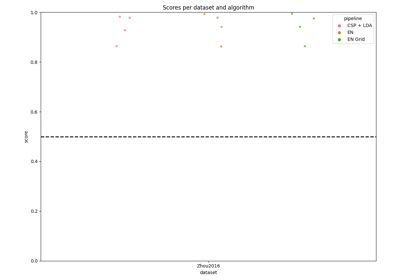 Scores per dataset and algorithm
pipeline
CSP + LDA
EN
EN Grid
1.0
0.8
0.6
0.4
0.2
0.0
score
Zhou2016
dataset